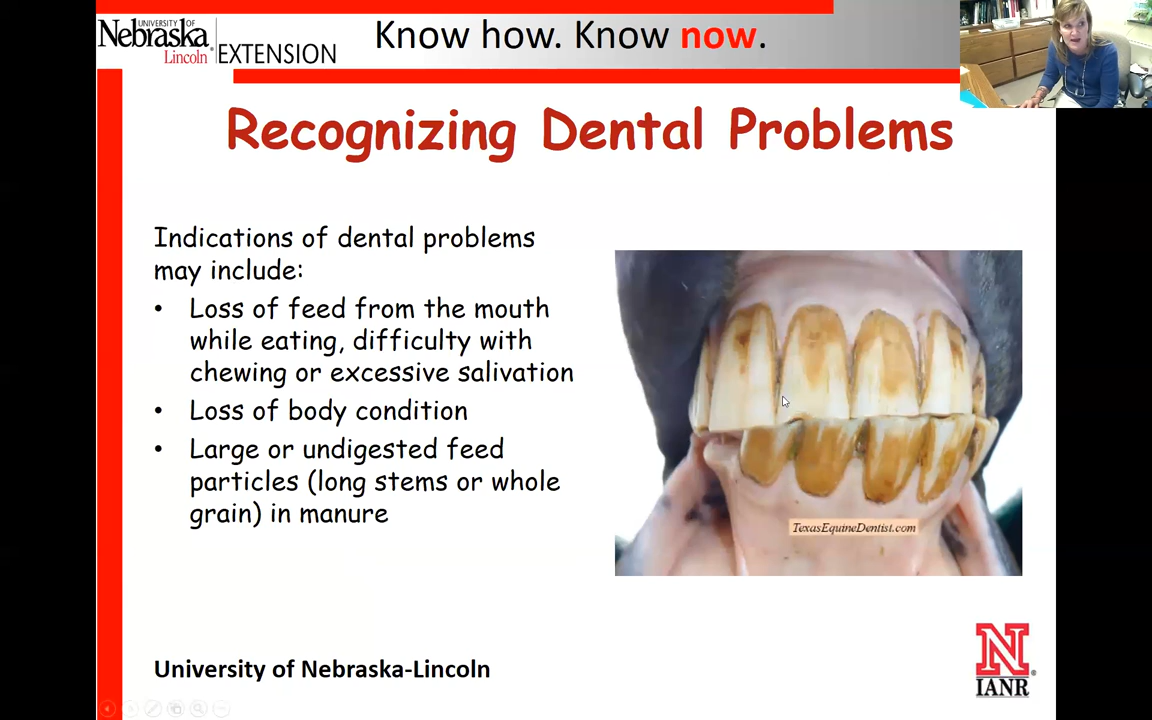 UNIVERSITY OF
Nebraska
Lincoln
EXTENSION
Know how. Know now.
Recognizing Dental Problems
Indications of dental problems
may include:
• Loss of feed from the mouth
while eating, difficulty with
chewing or excessive salivation
• Loss of body condition
• Large or undigested feed
particles (long stems or whole
grain) in manure
TexasEquineDentist.com
University of Nebraska-Lincoln
N
IANR